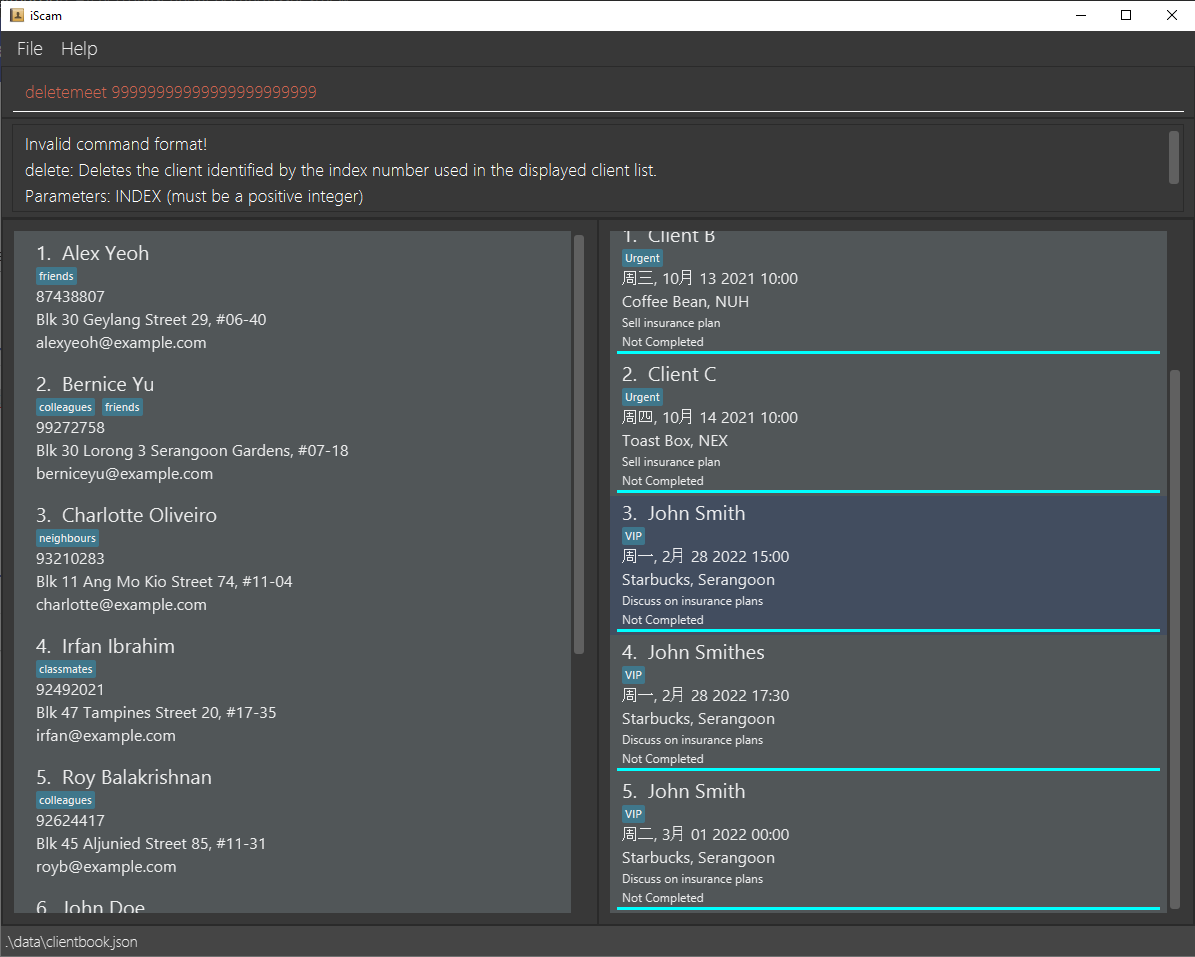 iScam
File Help
deletemeet 99999999999999999999999
Invalid command format!
delete: Deletes the client identified by the index number used in the displayed client list.
Parameters: INDEX (must be a positive integer)
1. Alex Yeoh
friends
87438807
Blk 30 Geylang Street 29, #06-40
alexyeoh@example.com
2. Bernice Yu
colleagues friends
99272758
Blk 30 Lorong 3 Serangoon Gardens, #07-18
berniceyu@example.com
3. Charlotte Oliveiro
neighbours
93210283
Blk 11 Ang Mo Kio Street 74, #11-04
charlotte@example.com
4. Irfan Ibrahim
classmates
92492021
Blk 47 Tampines Street 20, #17-35
irfan@example.com
5. Roy Balakrishnan
colleagues
92624417
Blk 45 Aljunied Street 85, #11-31
royb@example.com
6. John Doe
1. Client B
Urgent
周三, 10月 13 2021 10:00
Coffee Bean, NUH
Sell insurance plan
Not Completed
2. Client C
Urgent
周四, 10月 14 2021 10:00
Toast Box, NEX
Sell insurance plan
Not Completed
3. John Smith
VIP
周一, 2月 28 2022 15:00
Starbucks, Serangoon
Discuss on insurance plans
Not Completed
4. John Smithes
VIP
周一, 2月 28 2022 17:30
Starbucks, Serangoon
Discuss on insurance plans
Not Completed
5. John Smith
VIP
周二, 3月 01 2022 00:00
Starbucks, Serangoon
Discuss on insurance plans
Not Completed
.\data\clientbook.json